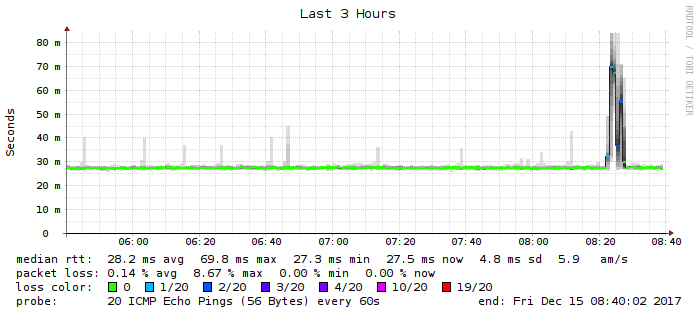 Last 3 Hours
RRDTOOL / TOBI OETIKER
Seconds
80 m
70 m
60 m
50 m
40 m
30 m
20 m
10 m
0
06:00 06:20 06:40 07:00 07:20 07:40 08:00 08:20 08:40
median rtt: 28.2 ms avg 69.8 ms max 27.3 ms min 27.5 ms now 4.8 ms sd 5.9 am/s
packet loss: 0.14 % avg 8.67 % max 0.00 % min 0.00 % now
loss color: 0 1/20 2/20 3/20 4/20 10/20 19/20
probe: 20 ICMP Echo Pings (56 Bytes) every 60s end: Fri Dec 15 08:40:02 2017